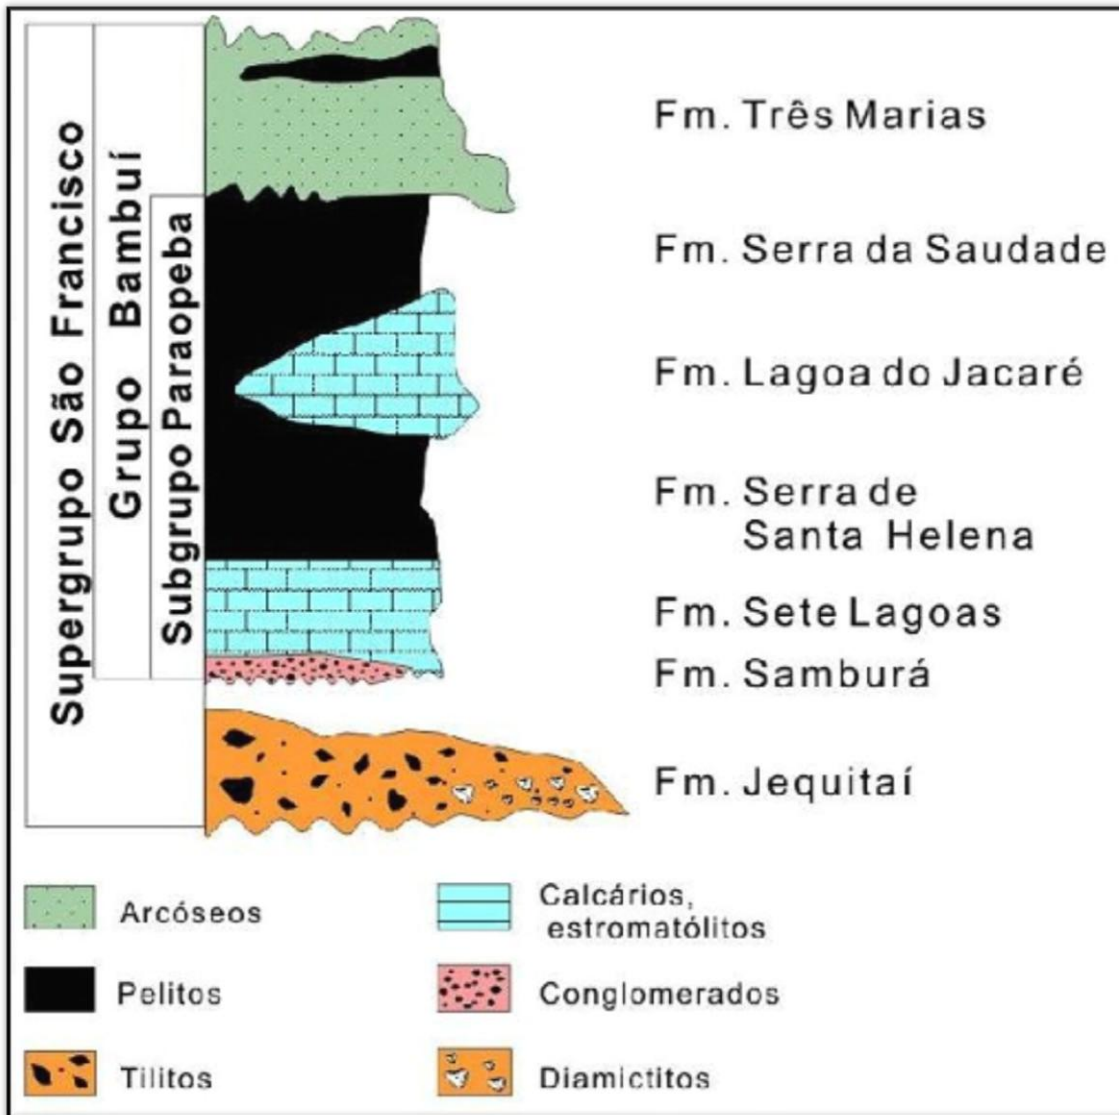 Supergrupo São Francisco
Grupo Bambuí
Subgrupo Paraopeba
Fm. Três Marias
Fm. Serra da Saudade
Fm. Lagoa do Jacaré
Fm. Serra de
Santa Helena
Fm. Sete Lagoas
Fm. Samburá
Fm. Jequitaí
Arcóseos
Calcários,
estromatólitos
Pelitos
Conglomerados
Tilitos
Diamictitos